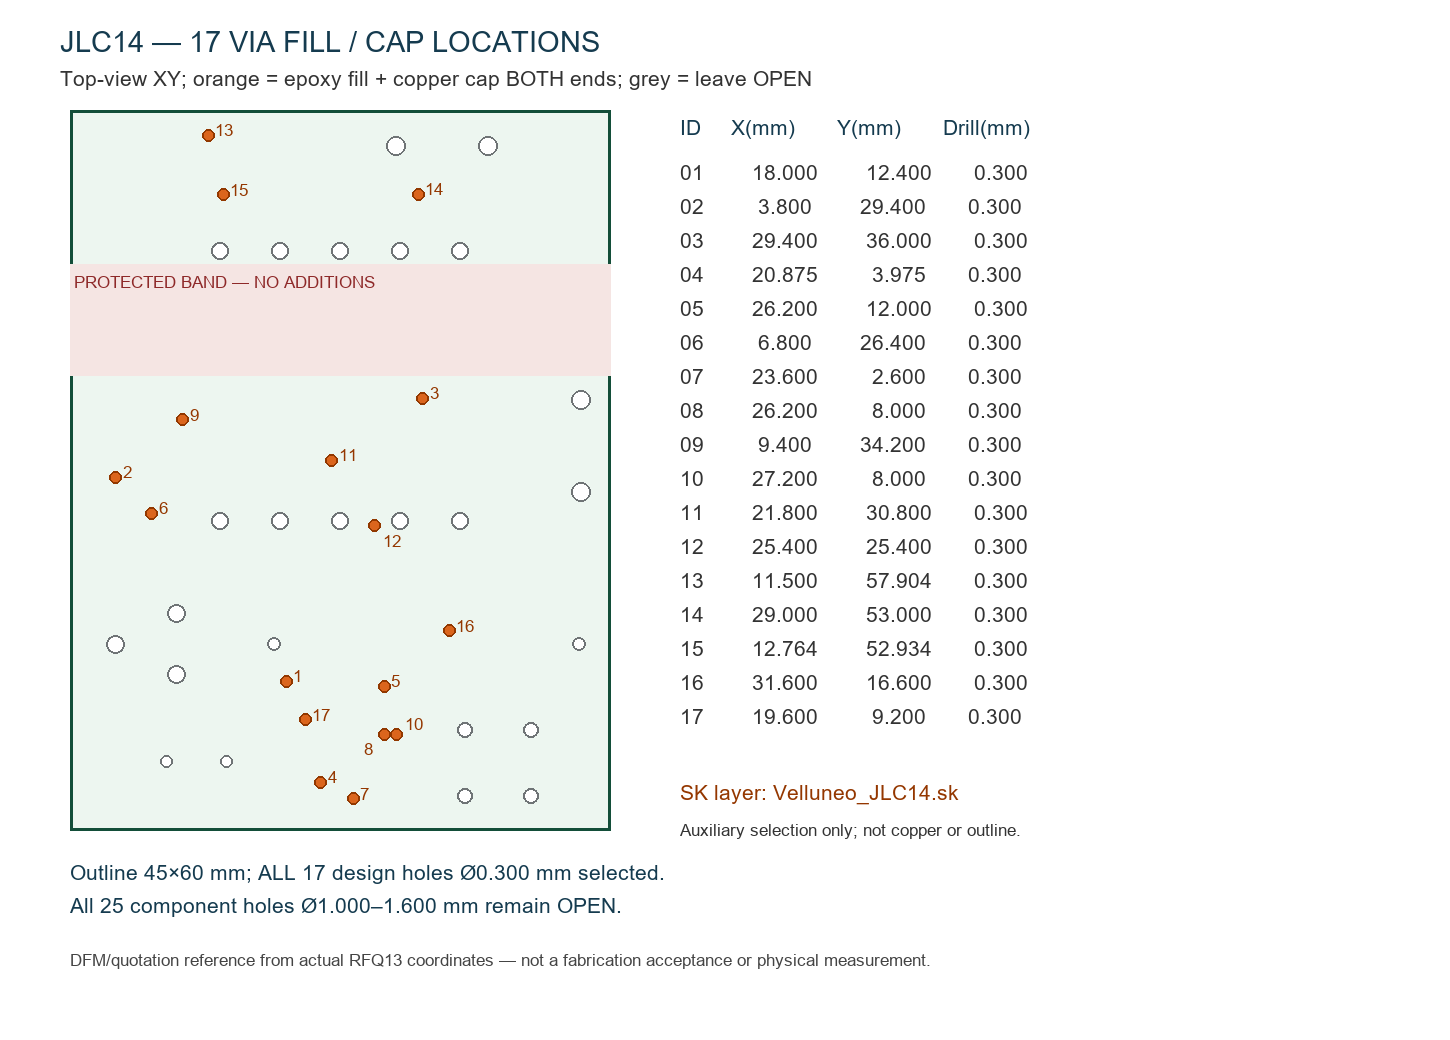 JLC14 — 17 VIA FILL / CAP LOCATIONS
Top-view XY; orange = epoxy fill + copper cap BOTH ends; grey = leave OPEN
13
15
14
PROTECTED BAND — NO ADDITIONS
3
9
11
2
6
12
16
1
5
17
10
8
4
7
ID X(mm) Y(mm) Drill(mm)
01 18.000 12.400 0.300
02 3.800 29.400 0.300
03 29.400 36.000 0.300
04 20.875 3.975 0.300
05 26.200 12.000 0.300
06 6.800 26.400 0.300
07 23.600 2.600 0.300
08 26.200 8.000 0.300
09 9.400 34.200 0.300
10 27.200 8.000 0.300
11 21.800 30.800 0.300
12 25.400 25.400 0.300
13 11.500 57.904 0.300
14 29.000 53.000 0.300
15 12.764 52.934 0.300
16 31.600 16.600 0.300
17 19.600 9.200 0.300
SK layer: Velluneo_JLC14.sk
Auxiliary selection only; not copper or outline.
Outline 45×60 mm; ALL 17 design holes Ø0.300 mm selected.
All 25 component holes Ø1.000–1.600 mm remain OPEN.
DFM/quotation reference from actual RFQ13 coordinates — not a fabrication acceptance or physical measurement.